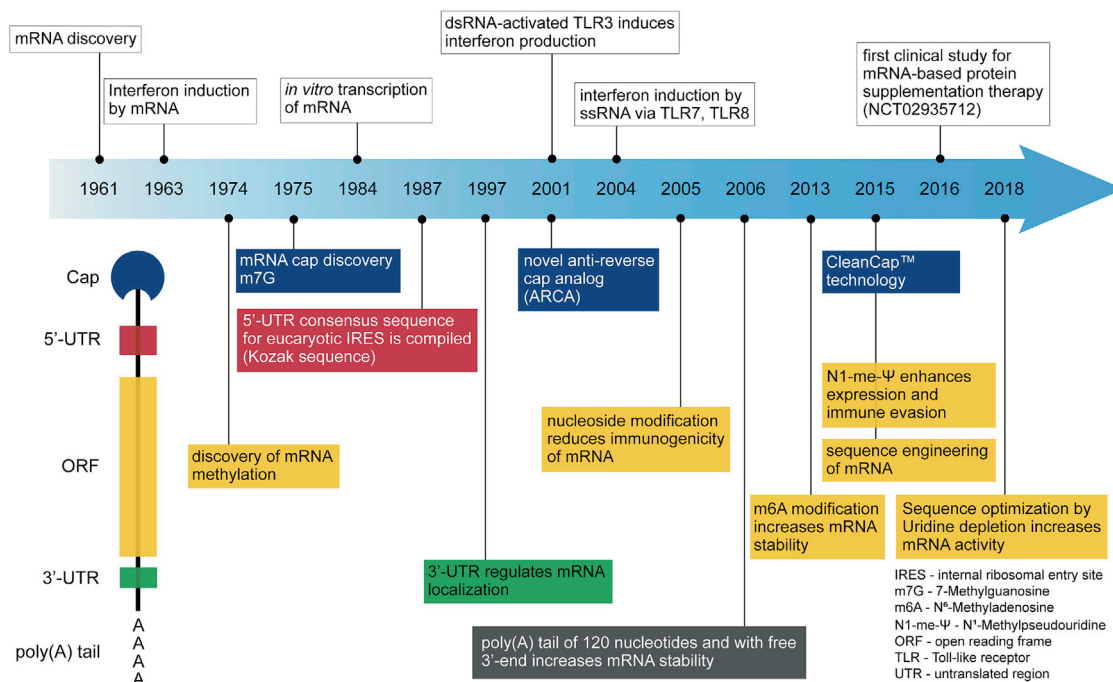 mRNA discovery
Interferon induction
by mRNA
in vitro transcription
of mRNA
dsRNA-activated TLR3 induces
interferon production
interferon induction by
ssRNA via TLR7, TLR8
first clinical study for
mRNA-based protein
supplementation therapy
(NCT02935712)
1961 1963 1974 1975 1984 1987 1997 2001 2004 2005 2006 2013 2015 2016 2018
Cap
5’-UTR
ORF
3’-UTR
poly(A) tail
A
A
A
A
A
mRNA cap discovery
m7G
5’-UTR consensus sequence
for eucaryotic IRES is compiled
(Kozak sequence)
novel anti-reverse
cap analog
(ARCA)
CleanCap™
technology
N1-me-Ψ enhances
expression and
immune evasion
discovery of mRNA
methylation
nucleoside modification
reduces immunogenicity
of mRNA
sequence engineering
of mRNA
m6A modification
increases mRNA
stability
Sequence optimization by
Uridine depletion increases
mRNA activity
3’-UTR regulates mRNA
localization
poly(A) tail of 120 nucleotides and with free
3’-end increases mRNA stability
IRES - internal ribosomal entry site
m7G - 7-Methylguanosine
m6A - N⁶-Methyladenosine
N1-me-Ψ - N¹-Methylpseudouridine
ORF - open reading frame
TLR - Toll-like receptor
UTR - untranslated region